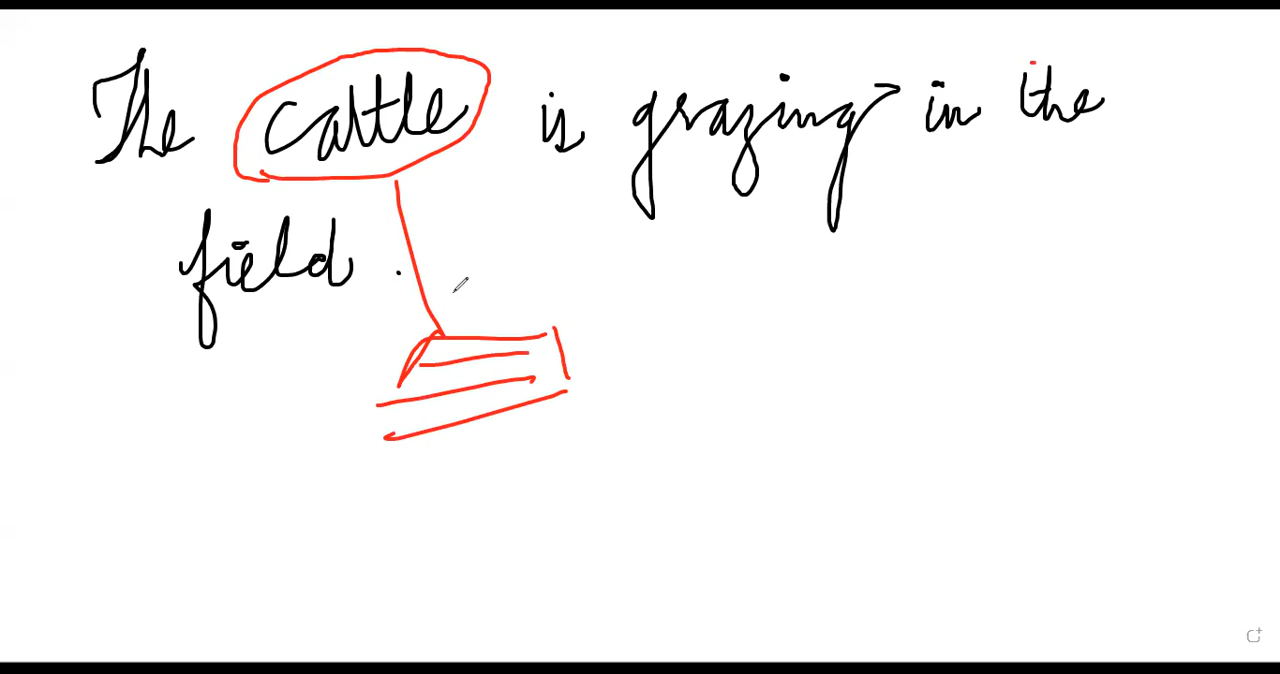 The cattle is grazing in the
field.